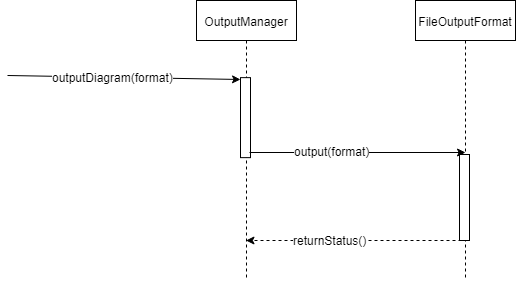 OutputManager
FileOutputFormat
outputDiagram(format)
output(format)
returnStatus()